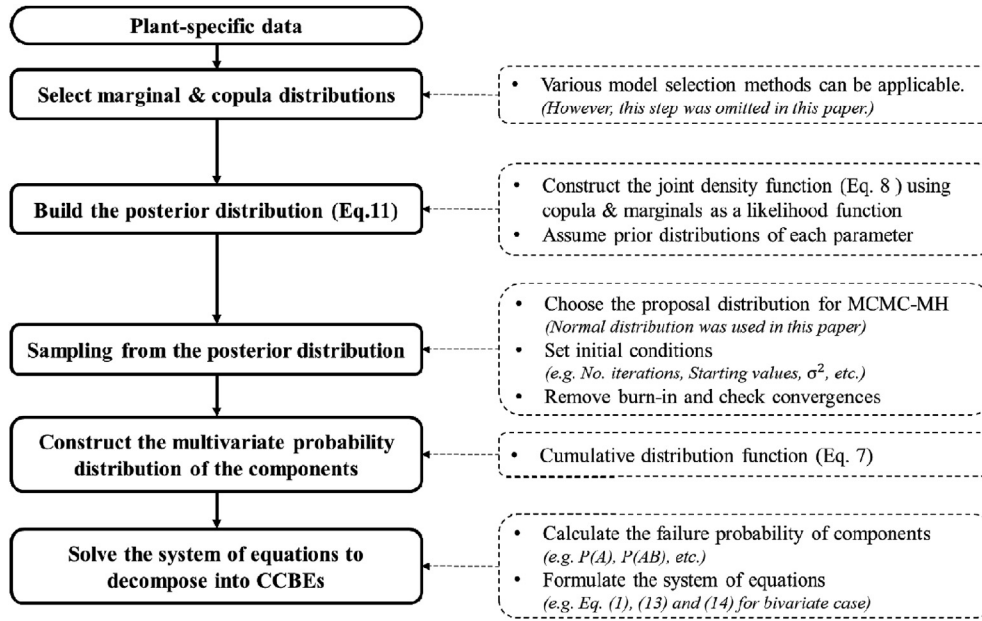 Plant-specific data
Select marginal & copula distributions
• Various model selection methods can be applicable.
(However, this step was omitted in this paper.)
Build the posterior distribution (Eq.11)
• Construct the joint density function (Eq. 8 ) using
copula & marginals as a likelihood function
• Assume prior distributions of each parameter
Sampling from the posterior distribution
• Choose the proposal distribution for MCMC-MH
(Normal distribution was used in this paper)
• Set initial conditions
(e.g. No. iterations, Starting values, σ², etc.)
• Remove burn-in and check convergences
Construct the multivariate probability
distribution of the components
• Cumulative distribution function (Eq. 7)
Solve the system of equations to
decompose into CCBEs
• Calculate the failure probability of components
(e.g. P(A), P(AB), etc.)
• Formulate the system of equations
(e.g. Eq. (1), (13) and (14) for bivariate case)